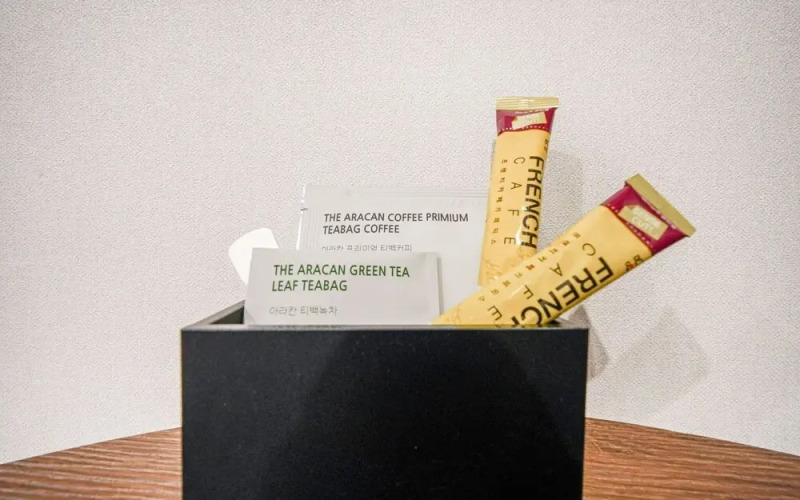 THE ARACAN COFFEE PRIMIUM
TEABAG COFFEE
아라칸 프리미엄 티백커피
THE ARACAN GREEN TEA
LEAF TEABAG
아라칸 티백녹차
FRENCH
CAFE
FRENCH
CAFE